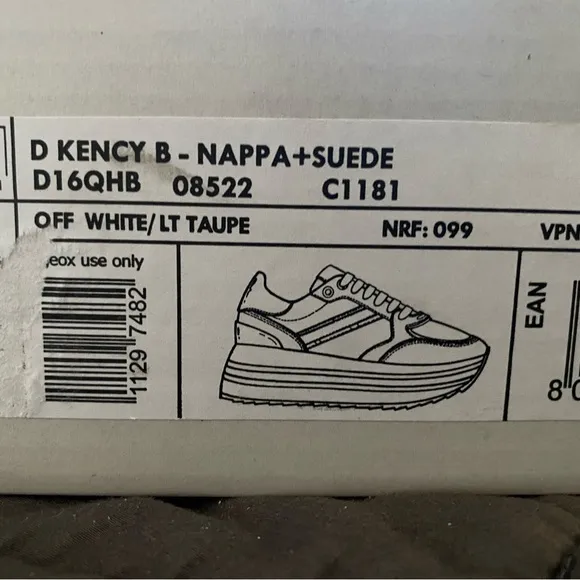 D KENCY B - NAPPA+SUEDE
D16QHB 08522 C1181
OFF WHITE/LT TAUPE NRF: 099 VPN
eox use only
1129 7482
EAN
8